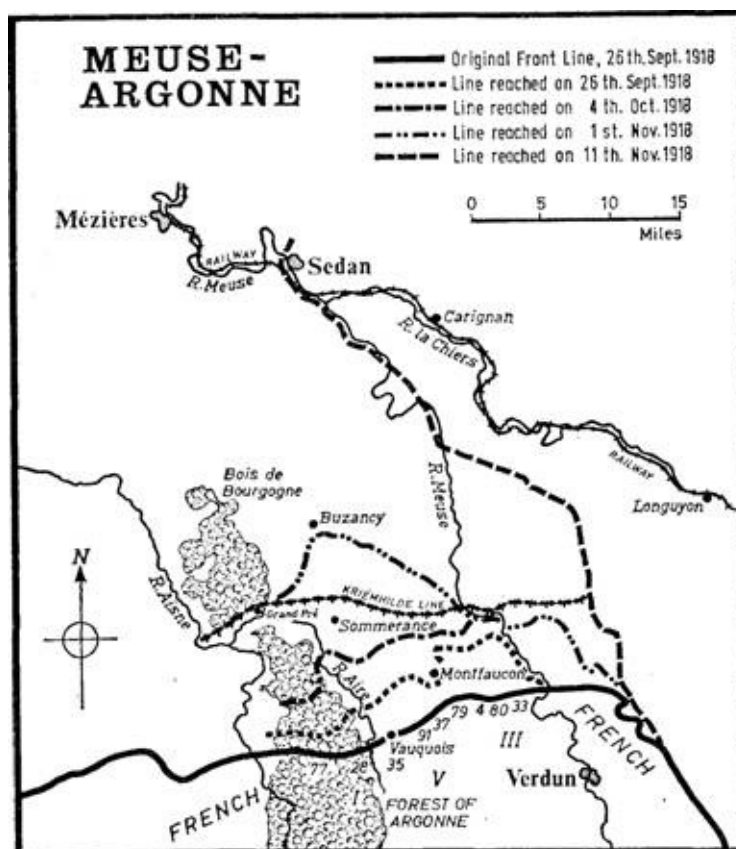 MEUSE-
ARGONNE
Original Front Line, 26th. Sept. 1918
Line reached on 26th. Sept. 1918
Line reached on 4th. Oct. 1918
Line reached on 1st. Nov. 1918
Line reached on 11th. Nov. 1918
0 5 10 15
Miles
Mézières
RAILWAY
R. Meuse
Sedan
Carignan
R. la Chiers
RAILWAY
Longuyon
Bois de
Bourgogne
R. Meuse
Buzancy
N
R. Aisne
KRIEMHILDE LINE
Grand Pré
Sommerance
R. Aire
Montfaucon
79 4 80 33
37
91
Vauquois
III
FRENCH
77 28 35
I
V
Verdun
FRENCH
FOREST OF
ARGONNE